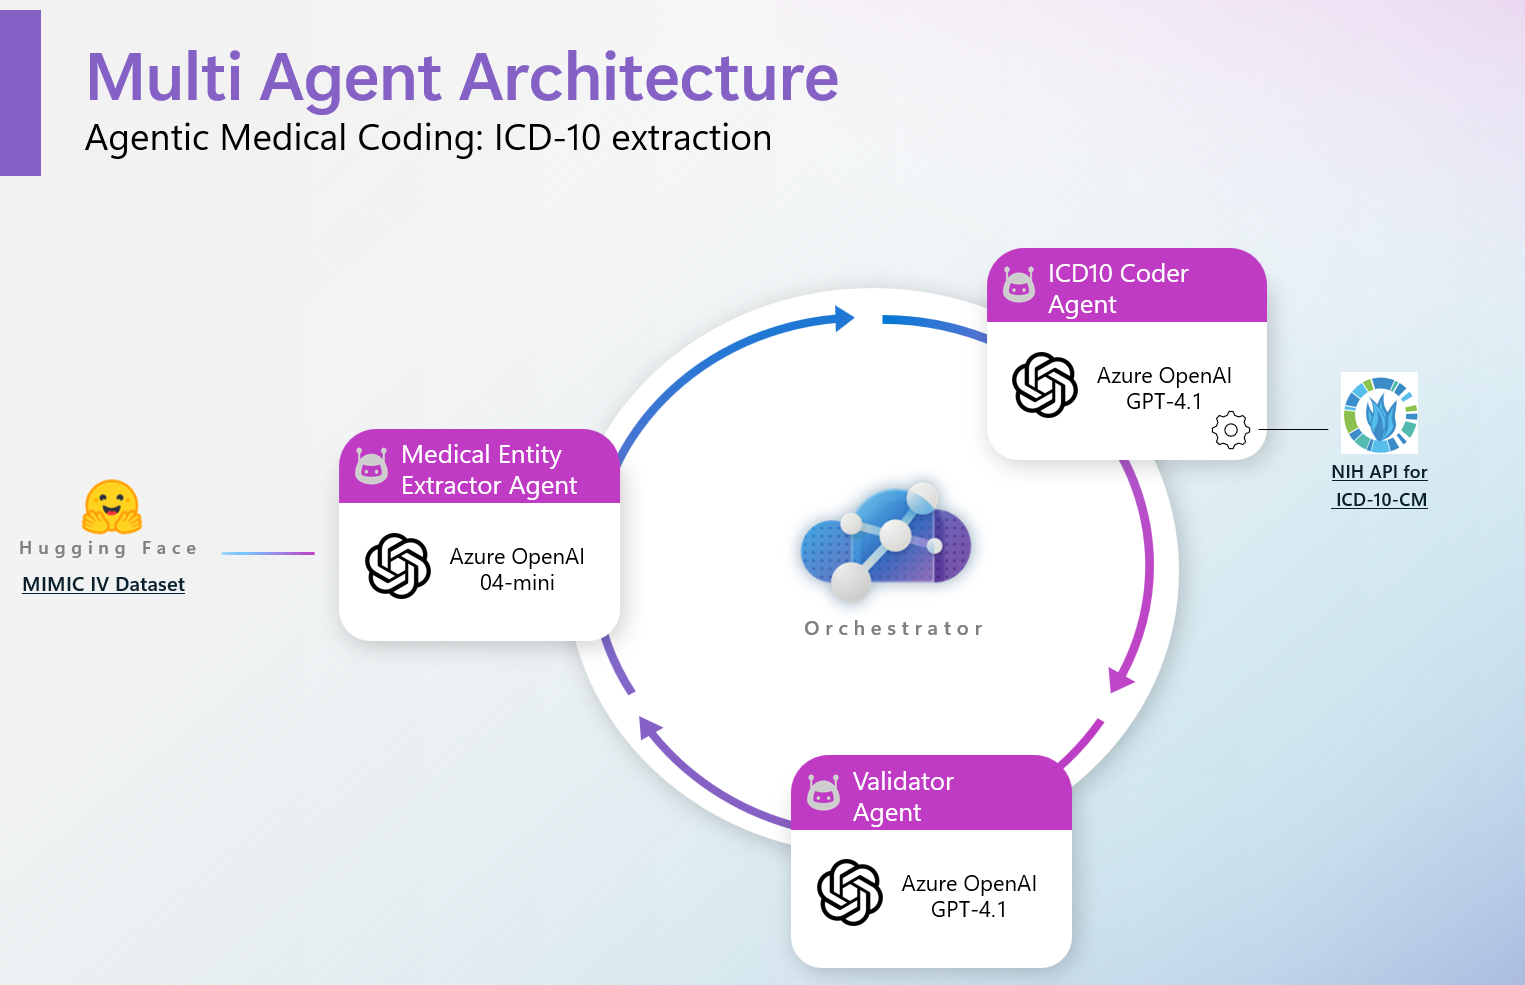 Multi Agent Architecture
Agentic Medical Coding: ICD-10 extraction
ICD10 Coder
Agent
Azure OpenAI
GPT-4.1
NIH API for
ICD-10-CM
Medical Entity
Extractor Agent
Azure OpenAI
04-mini
Hugging Face
MIMIC IV Dataset
Orchestrator
Validator
Agent
Azure OpenAI
GPT-4.1